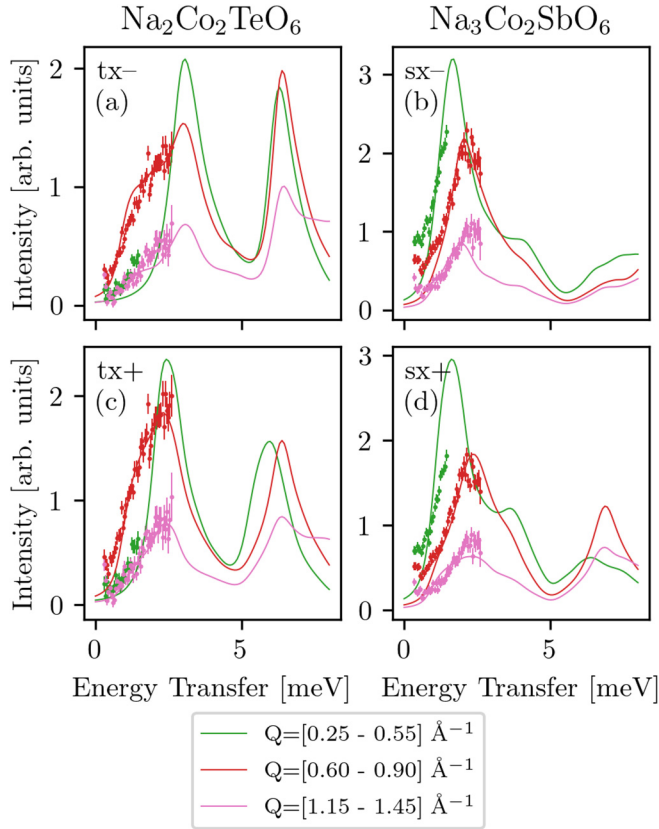 Na₂Co₂TeO₆ Na₃Co₂SbO₆
Intensity [arb. units]
2
1
0
tx−
(a)
3
2
1
0
sx−
(b)
Intensity [arb. units]
2
1
0
tx+
(c)
3
2
1
0
sx+
(d)
0 5 0 5
Energy Transfer [meV] Energy Transfer [meV]
Q=[0.25 - 0.55] Å⁻¹
Q=[0.60 - 0.90] Å⁻¹
Q=[1.15 - 1.45] Å⁻¹